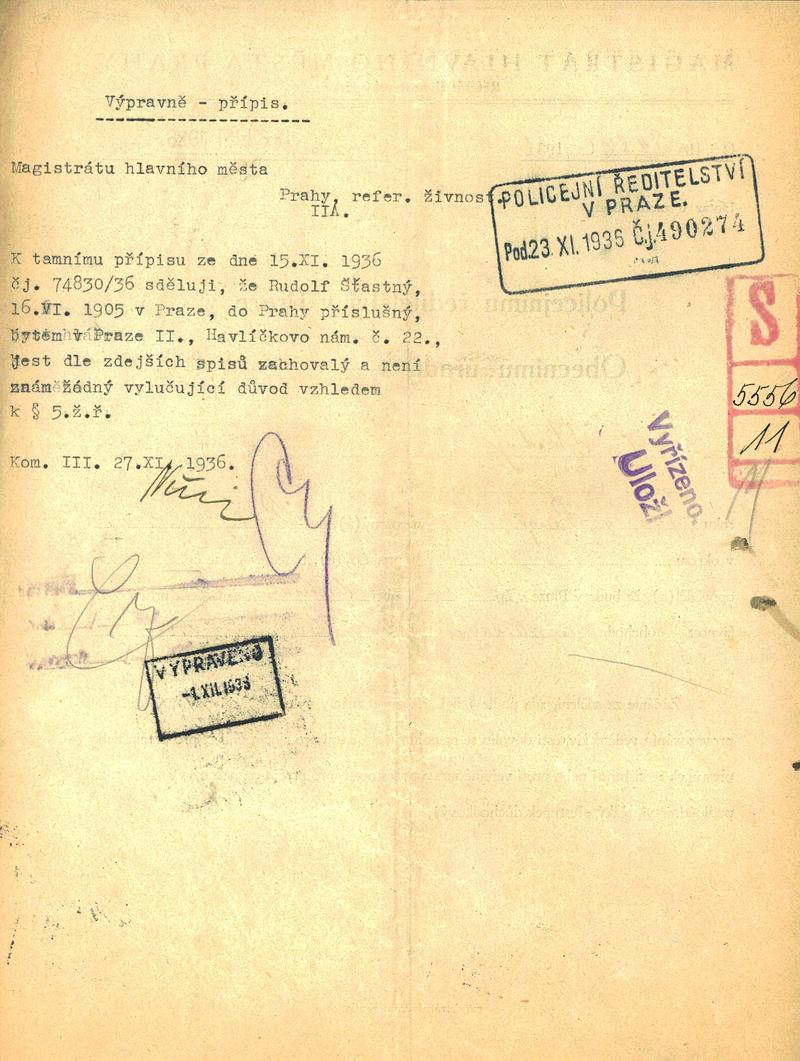 Výpravně - přípis.
Magistrátu hlavního města
Prahy, refer. živnost.
IIA.
POLICEJNÍ ŘEDITELSTVÍ
V PRAZE.
Pod. 23. XI. 1936 Čj. 490274
K tamnímu přípisu ze dne 15.XI. 1936
čj. 74830/36 sděluji, že Rudolf Šťastný,
16.VI. 1905 v Praze, do Prahy příslušný,
bytem v Praze II., Havlíčkovo nám. č. 22.,
jest dle zdejších spisů zachovalý a není
znám žádný vylučující důvod vzhledem
k § 5.ž.ř.
Kom. III. 27.XI. 1936.
S
5556
11
Vyřízeno.
Uloží
VYPRAVENO
-1.XII.1936